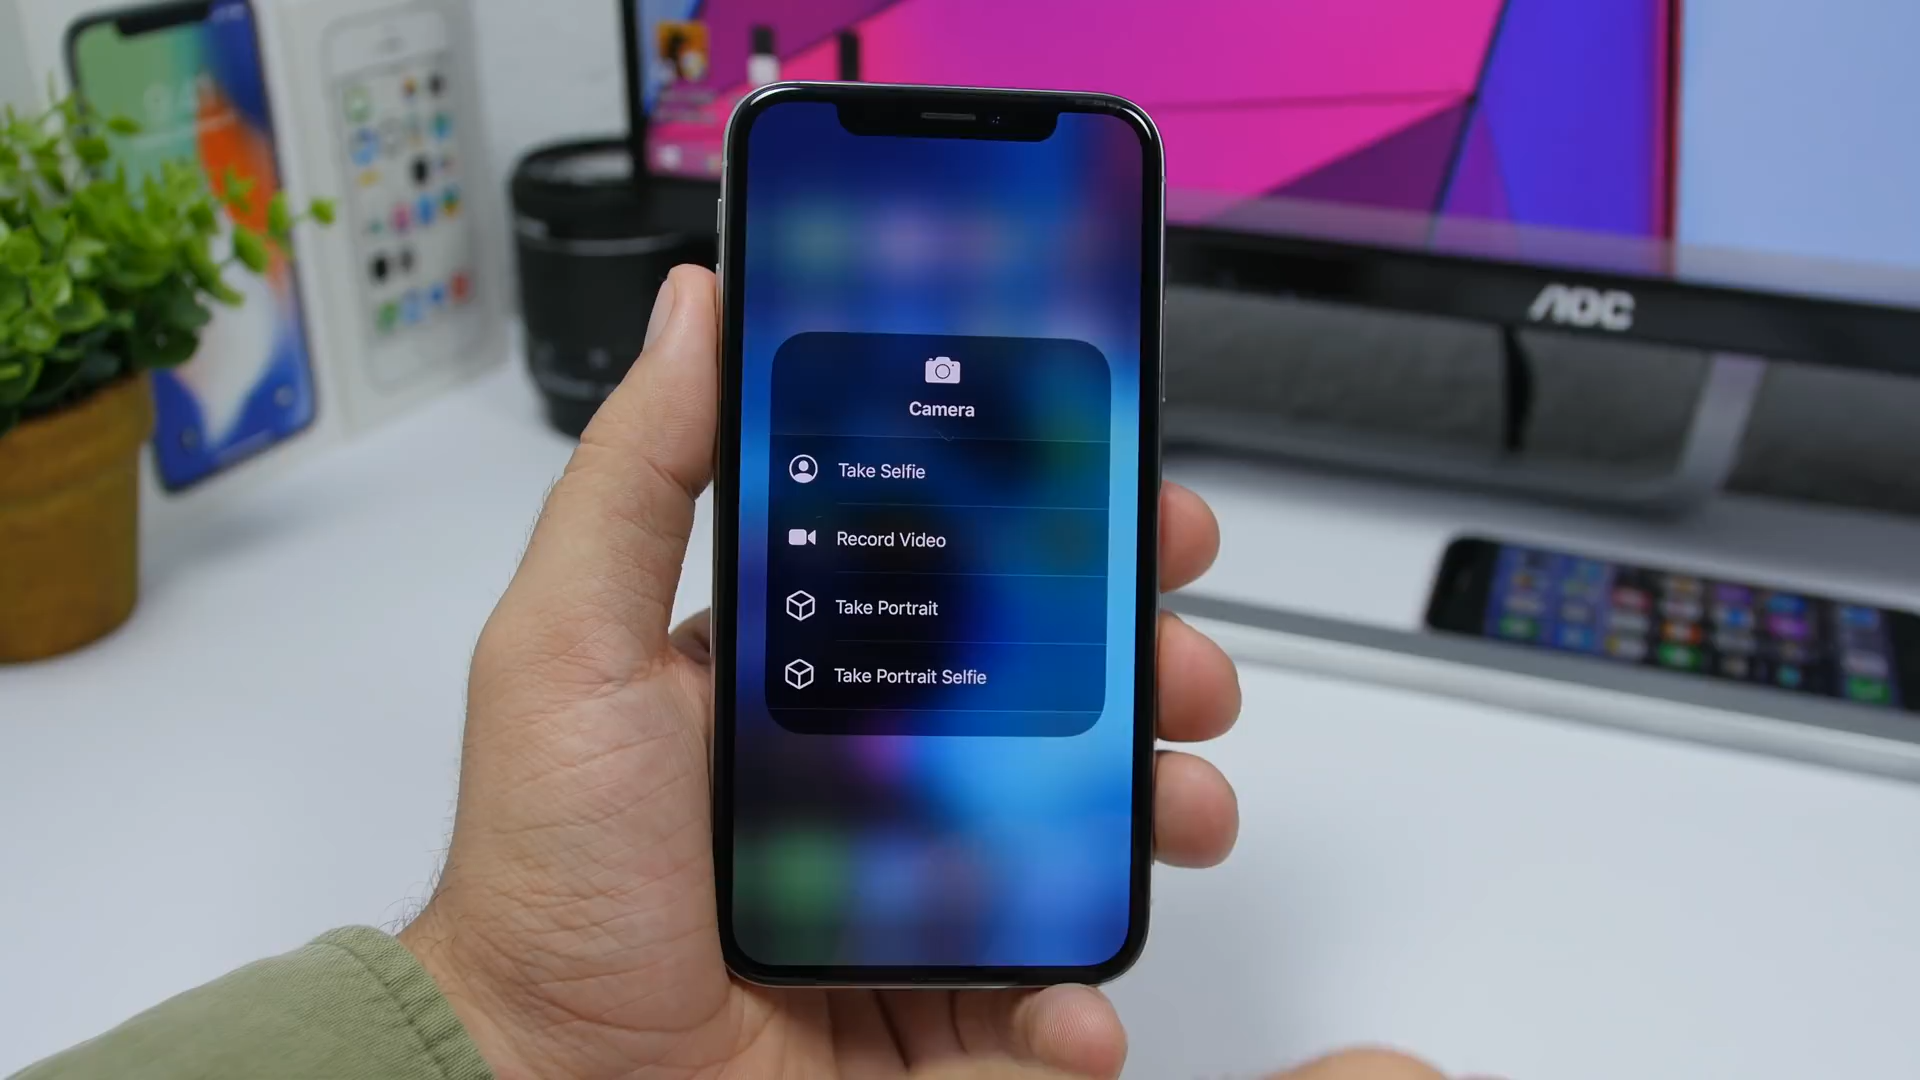 AOC
Camera
Take Selfie
Record Video
Take Portrait
Take Portrait Selfie